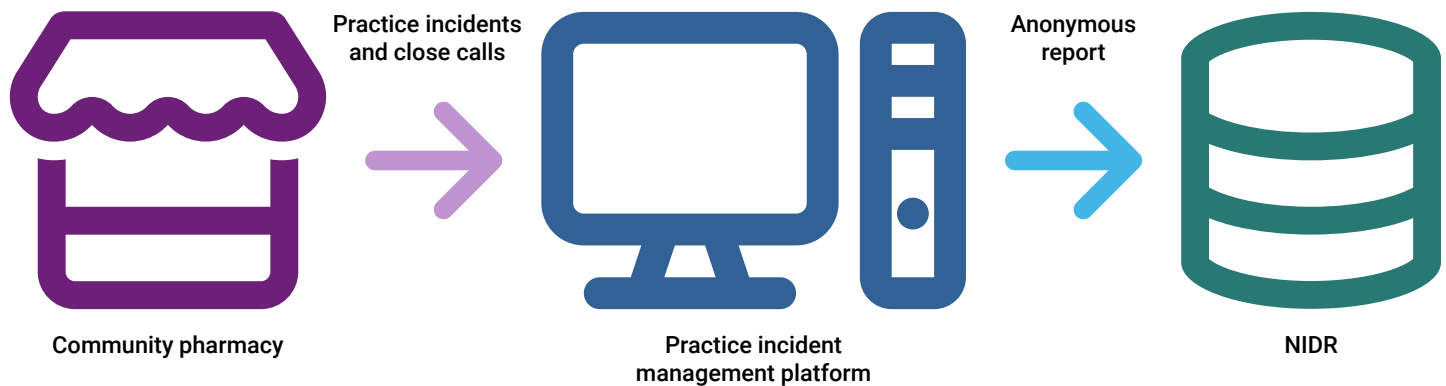 Practice incidents
and close calls
Anonymous
report
Community pharmacy
Practice incident
management platform
NIDR